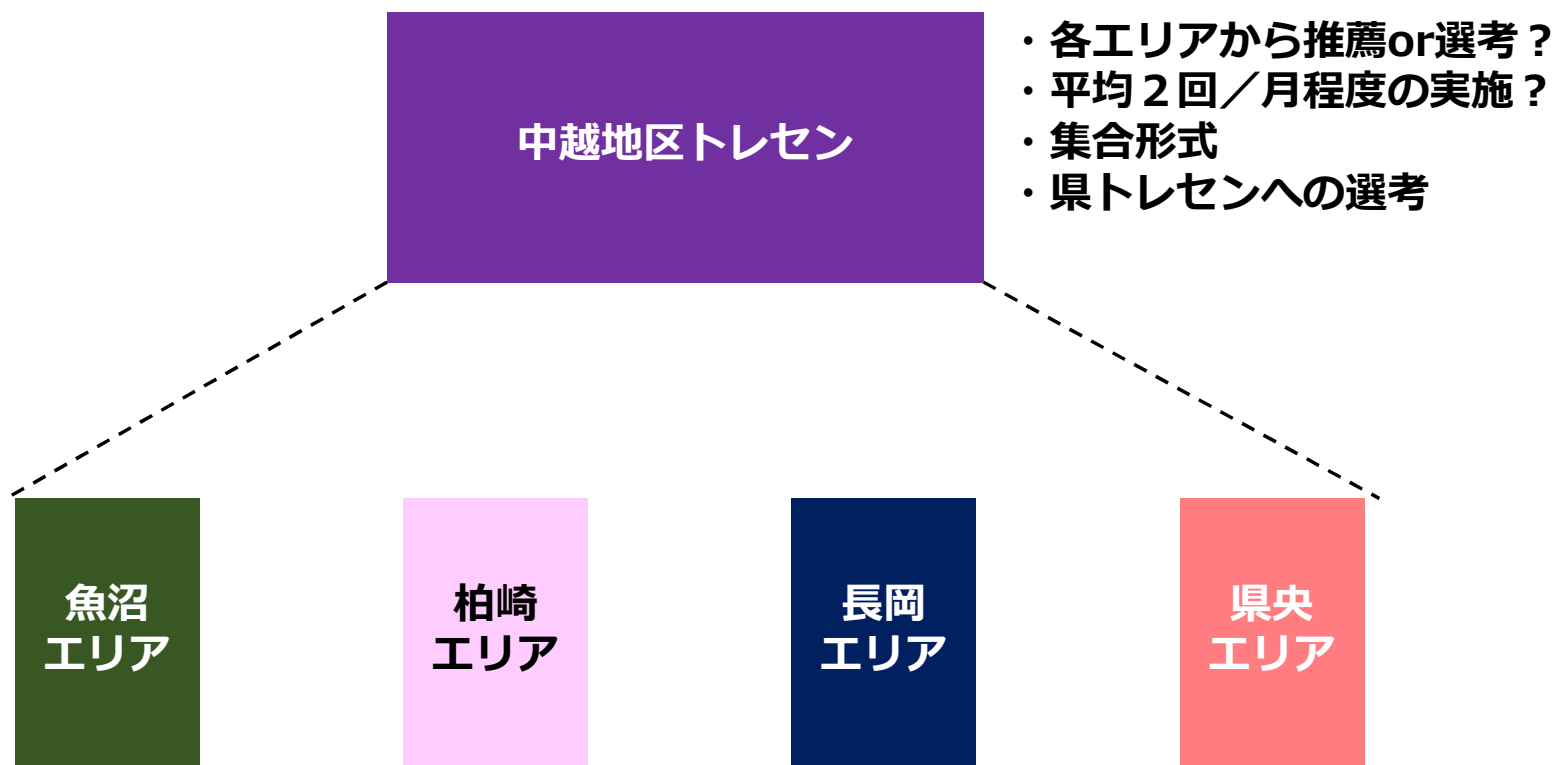 中越地区トレセン
・各エリアから推薦or選考？
・平均２回／月程度の実施？
・集合形式
・県トレセンへの選考
魚沼
エリア
柏崎
エリア
長岡
エリア
県央
エリア